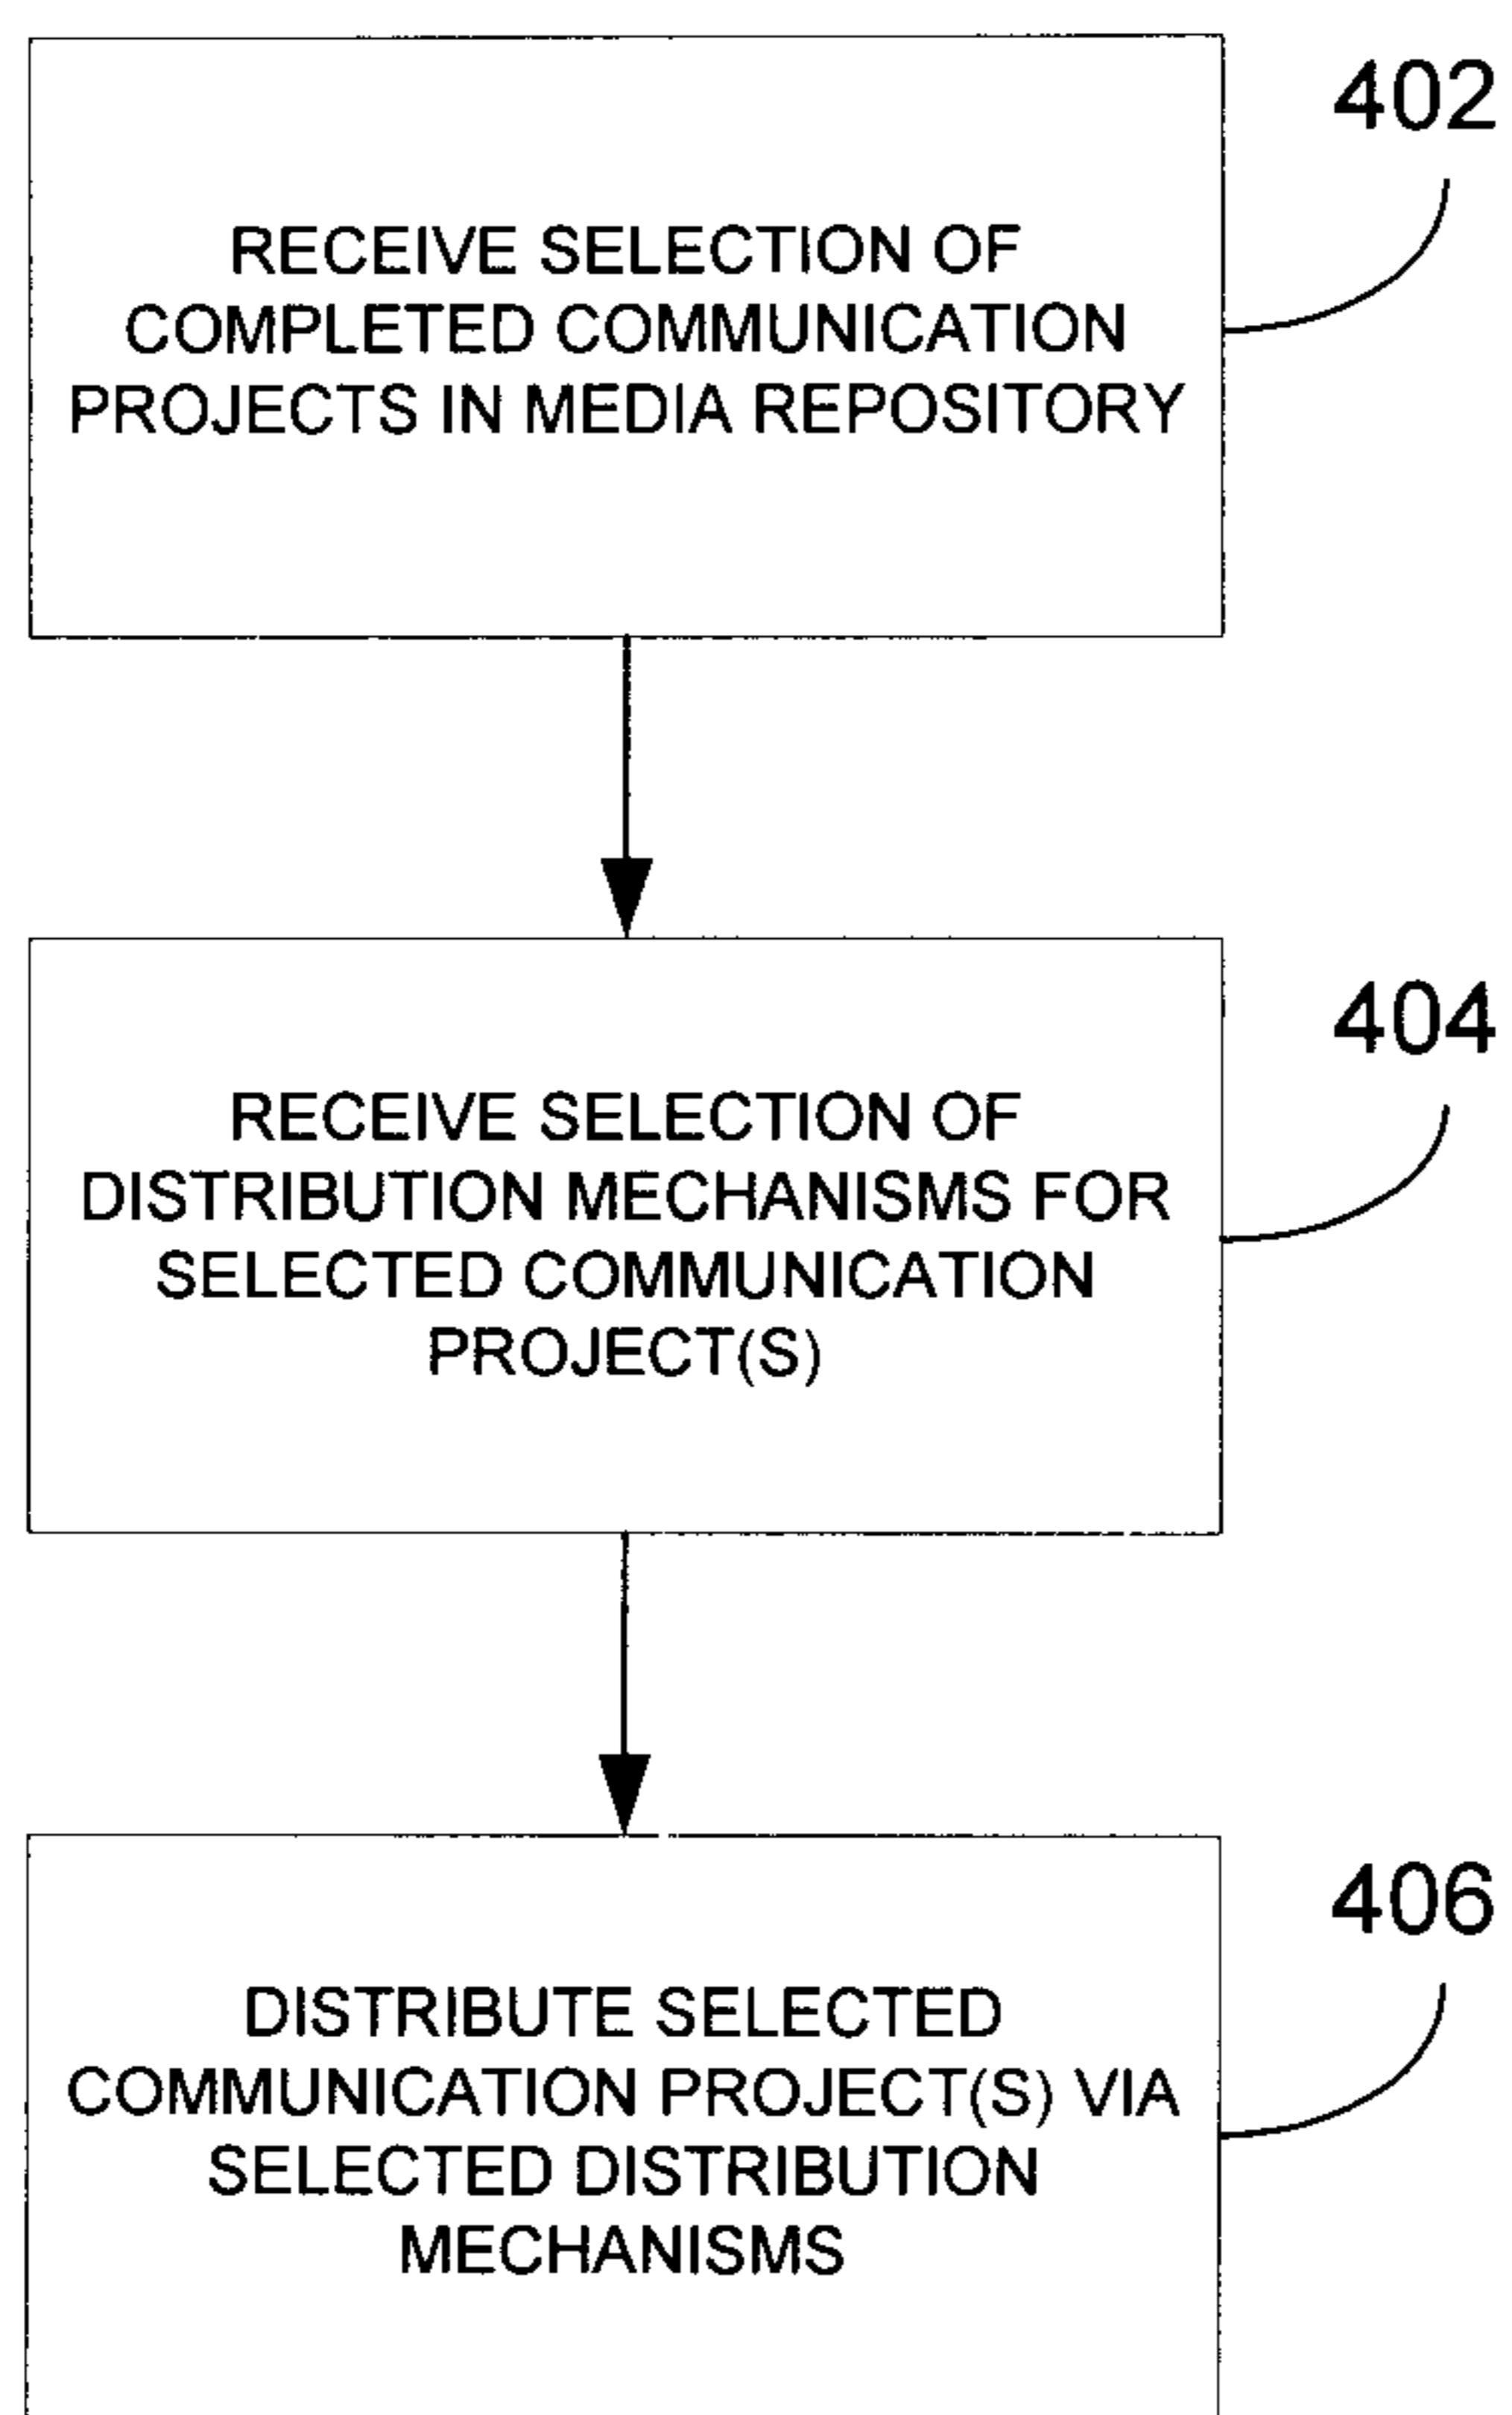 402
RECEIVE SELECTION OF
COMPLETED COMMUNICATION
PROJECTS IN MEDIA REPOSITORY
404
RECEIVE SELECTION OF
DISTRIBUTION MECHANISMS FOR
SELECTED COMMUNICATION
PROJECT(S)
406
DISTRIBUTE SELECTED
COMMUNICATION PROJECT(S) VIA
SELECTED DISTRIBUTION
MECHANISMS